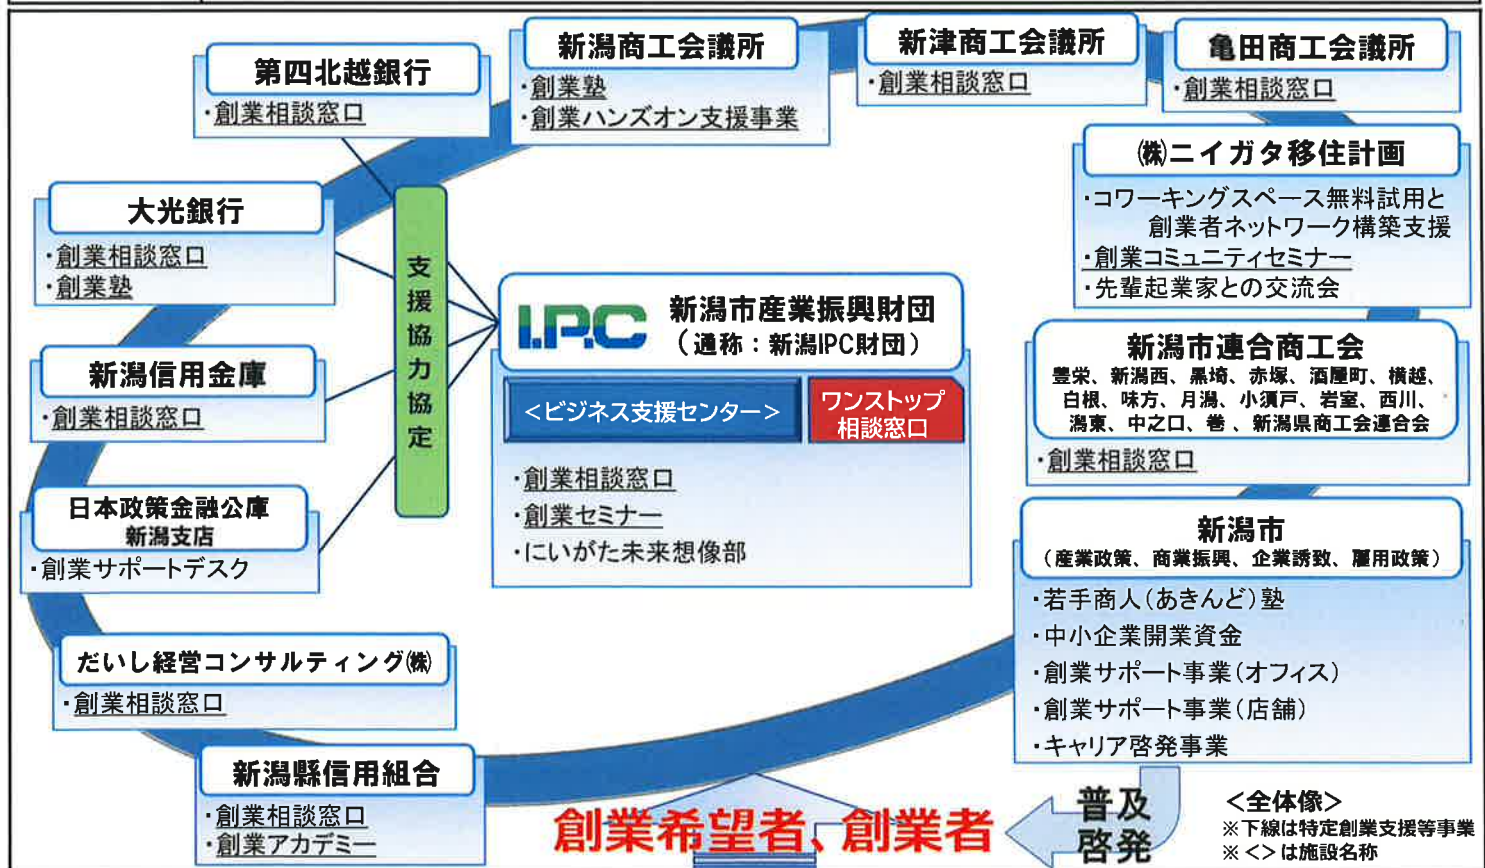 第四北越銀行
・創業相談窓口
新潟商工会議所
・創業塾
・創業ハンズオン支援事業
新津商工会議所
・創業相談窓口
亀田商工会議所
・創業相談窓口
㈱ニイガタ移住計画
・コワーキングスペース無料試用と
創業者ネットワーク構築支援
・創業コミュニティセミナー
・先輩起業家との交流会
大光銀行
・創業相談窓口
・創業塾
支援協力協定
I.P.C 新潟市産業振興財団
（通称：新潟IPC財団）
＜ビジネス支援センター＞
ワンストップ
相談窓口
・創業相談窓口
・創業セミナー
・にいがた未来想像部
新潟市連合商工会
豊栄、新潟西、黒埼、赤塚、酒屋町、横越、
白根、味方、月潟、小須戸、岩室、西川、
潟東、中之口、巻 、新潟県商工会連合会
・創業相談窓口
新潟信用金庫
・創業相談窓口
日本政策金融公庫
新潟支店
・創業サポートデスク
新潟市
（産業政策、商業振興、企業誘致、雇用政策）
・若手商人（あきんど）塾
・中小企業開業資金
・創業サポート事業（オフィス）
・創業サポート事業（店舗）
・キャリア啓発事業
だいし経営コンサルティング㈱
・創業相談窓口
新潟縣信用組合
・創業相談窓口
・創業アカデミー
創業希望者、創業者
普及
啓発
＜全体像＞
※下線は特定創業支援等事業
※＜＞は施設名称